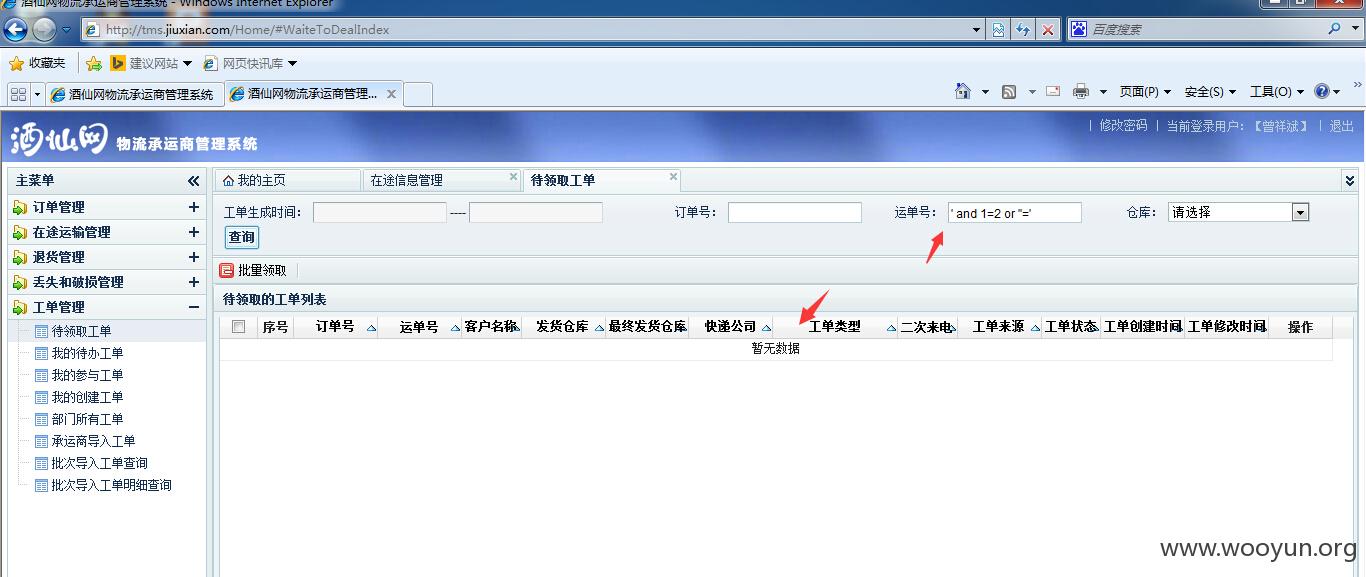 酒仙网物流承运商管理系统 - Windows Internet Explorer
http://tms.jiuxian.com/Home/#WaiteToDealIndex
百度搜索
收藏夹 建议网站 网页快讯库
酒仙网物流承运商管理系统 酒仙网物流承运商管理... 页面(P) 安全(S) 工具(O)
酒仙网 物流承运商管理系统
| 修改密码 | 当前登录用户：【曾祥斌】 | 退出
主菜单
我的主页 在途信息管理 待领取工单
订单管理
在途运输管理
退货管理
丢失和破损管理
工单管理
待领取工单
我的待办工单
我的参与工单
我的创建工单
部门所有工单
承运商导入工单
批次导入工单查询
批次导入工单明细查询
工单生成时间： ---- 订单号： 运单号： ' and 1=2 or ''=' 仓库： 请选择
查询
批量领取
待领取的工单列表
序号 订单号 运单号 客户名称 发货仓库 最终发货仓库 快递公司 工单类型 二次来电 工单来源 工单状态 工单创建时间 工单修改时间 操作
暂无数据
www.wooyun.org